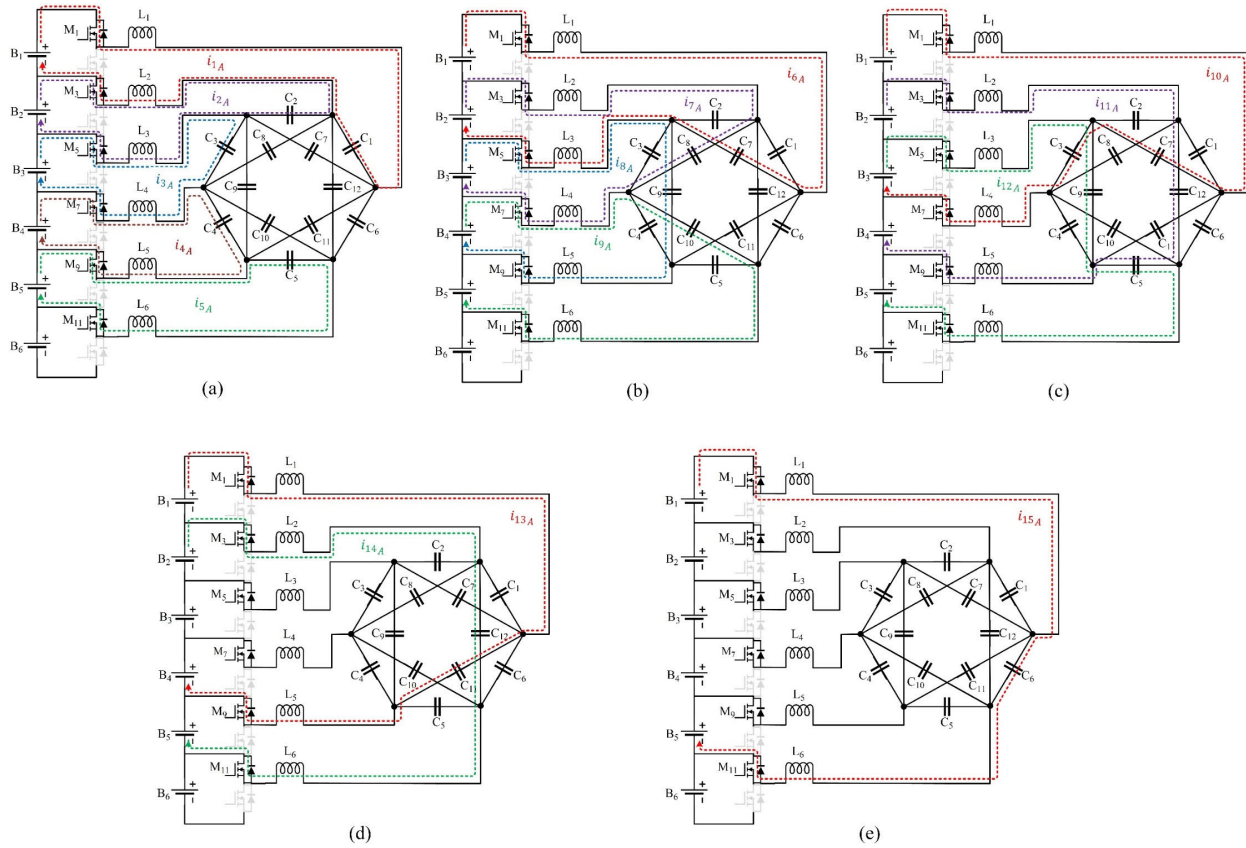 L₁
M₁
+
B₁
−
L₂
i₁A
M₃
i₂A
+
C₂
B₂
−
L₃
C₃
C₈
C₇
C₁
M₅
+
B₃
−
i₃A
L₄
C₉
C₁₂
M₇
+
B₄
−
i₄A
C₄
C₁₀
C₁₁
C₆
L₅
M₉
C₅
+
B₅
−
i₅A
L₆
M₁₁
+
B₆
−
(a)
L₁
M₁
+
B₁
−
i₆A
L₂
M₃
i₇A
+
C₂
B₂
−
L₃
C₃
C₈
C₇
C₁
M₅
+
B₃
−
i₈A
L₄
C₉
C₁₂
M₇
+
B₄
−
i₉A
C₄
C₁₀
C₁₁
C₆
L₅
M₉
C₅
+
B₅
−
L₆
M₁₁
+
B₆
−
(b)
L₁
M₁
+
B₁
−
i₁₀A
L₂
M₃
i₁₁A
+
C₂
B₂
−
L₃
C₃
C₈
C₇
C₁
M₅
+
B₃
−
i₁₂A
L₄
C₉
C₁₂
M₇
+
B₄
−
C₄
C₁₀
C₁
C₆
L₅
M₉
C₅
+
B₅
−
L₆
M₁₁
+
B₆
−
(c)
L₁
M₁
+
B₁
−
i₁₃A
L₂
M₃
i₁₄A
+
C₂
B₂
−
L₃
C₃
C₈
C₇
C₁
M₅
+
B₃
−
L₄
C₉
C₁₂
M₇
+
B₄
−
C₄
C₁₀
C₁₁
C₆
L₅
M₉
C₅
+
B₅
−
L₆
M₁₁
+
B₆
−
(d)
L₁
M₁
+
B₁
−
i₁₅A
L₂
M₃
+
C₂
B₂
−
L₃
C₃
C₈
C₇
C₁
M₅
+
B₃
−
L₄
C₉
C₁₂
M₇
+
B₄
−
C₄
C₁₀
C₁₁
C₆
L₅
M₉
C₅
+
B₅
−
L₆
M₁₁
+
B₆
−
(e)